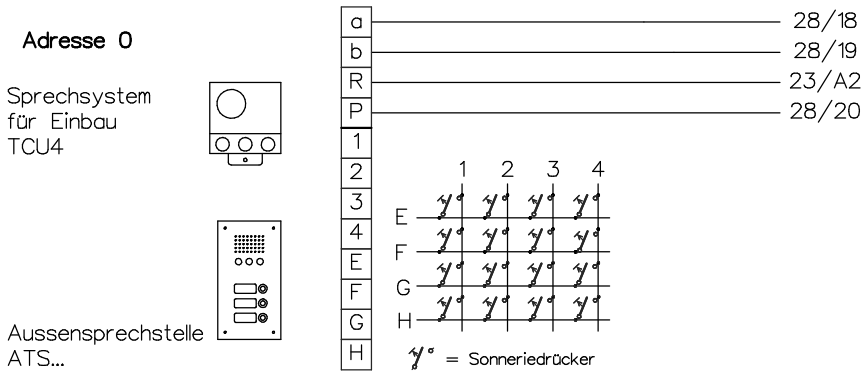 Adresse 0
Sprechsystem
für Einbau
TCU4
Aussensprechstelle
ATS...
a 28/18
b 28/19
R 23/A2
P 28/20
1
2
3
4
E
F
G
H
1 2 3 4
E
F
G
H
= Sonneriedrücker